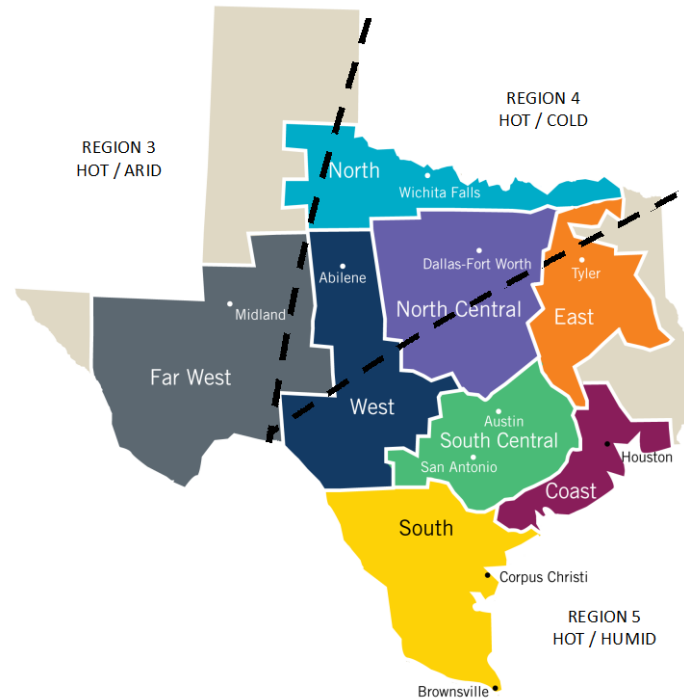 REGION 4
HOT / COLD
REGION 3
HOT / ARID
North
Wichita Falls
Abilene
Dallas-Fort Worth
Tyler
Midland
North Central
East
Far West
West
Austin
South Central
San Antonio
Houston
Coast
South
Corpus Christi
REGION 5
HOT / HUMID
Brownsville